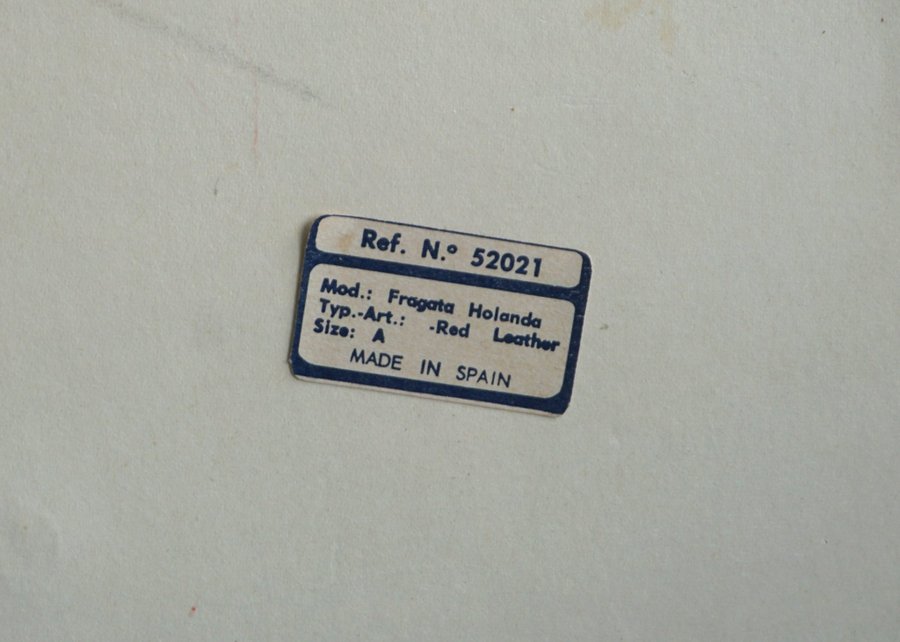 Ref. N.º 52021
Mod.: Fragata Holanda
Typ.-Art.: -Red Leather
Size: A
MADE IN SPAIN